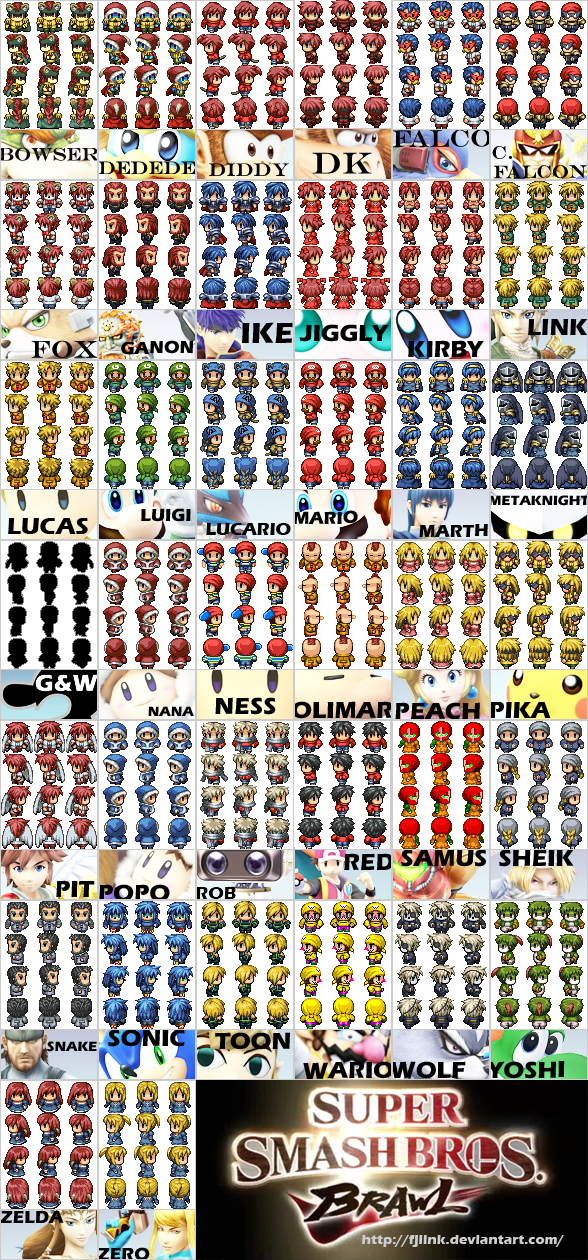 BOWSER
DEDEDE
DIDDY
DK
FALCO
C.
FALCON
FOX
GANON
IKE
JIGGLY
KIRBY
LINK
LUCAS
LUIGI
LUCARIO
MARIO
MARTH
METAKNIGHT
G&W
NANA
NESS
OLIMAR
PEACH
PIKA
PIT
POPO
ROB
RED
SAMUS
SHEIK
SNAKE
SONIC
TOON
WARIO
WOLF
YOSHI
ZELDA
ZERO
SUPER
SMASH BROS.
BRAWL
http://fjlink.deviantart.com/